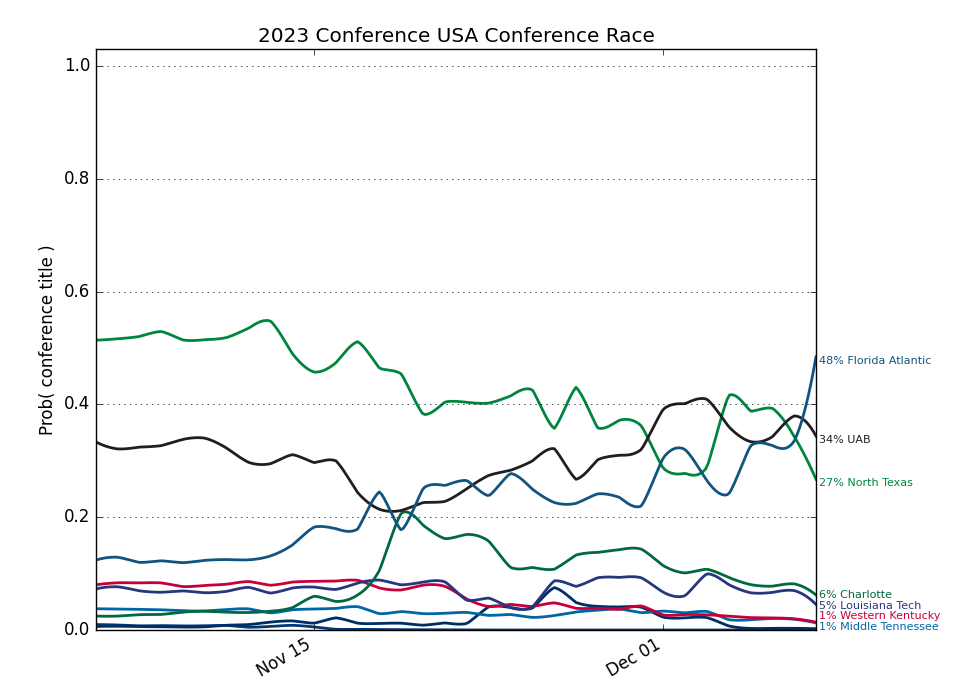 2023 Conference USA Conference Race
Prob( conference title )
1.0
0.8
0.6
0.4
0.2
0.0
Nov 15
Dec 01
48% Florida Atlantic
34% UAB
27% North Texas
6% Charlotte
5% Louisiana Tech
1% Western Kentucky
1% Middle Tennessee